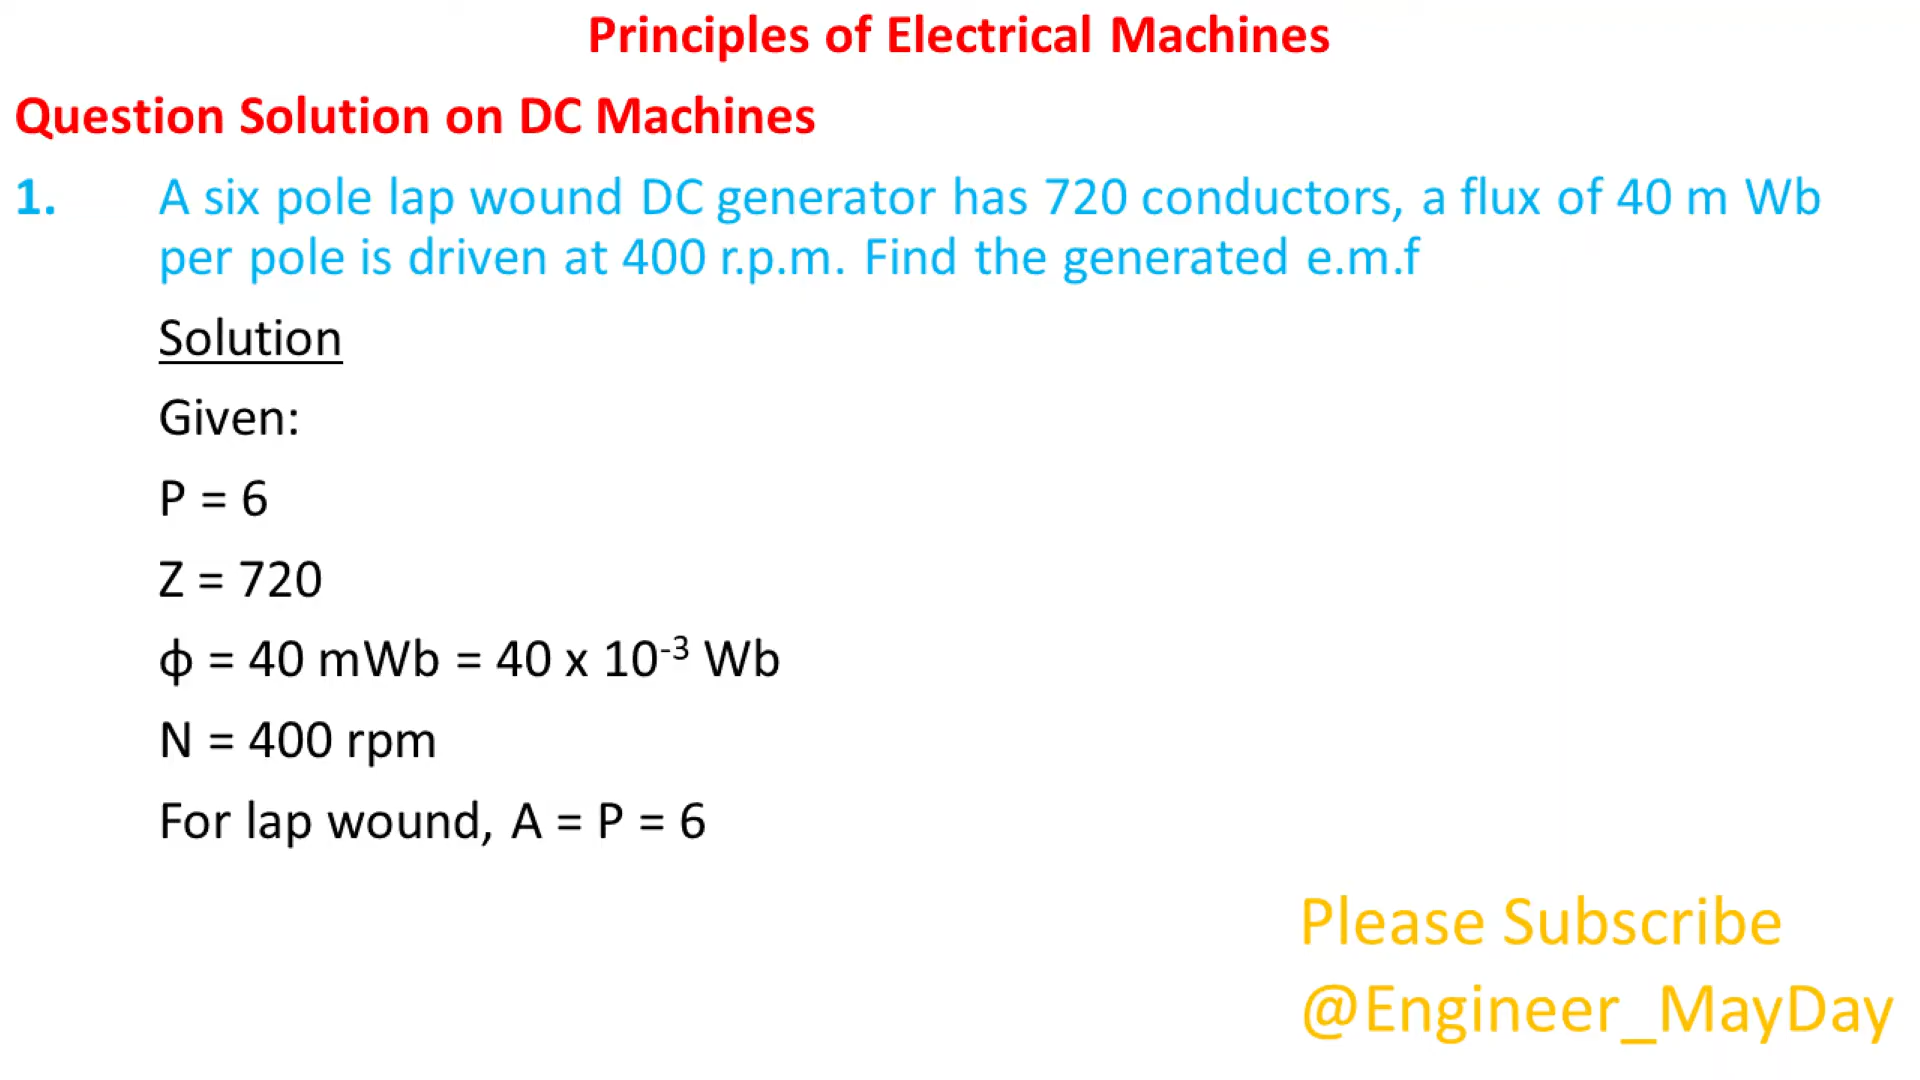 Principles of Electrical Machines
Question Solution on DC Machines
1. A six pole lap wound DC generator has 720 conductors, a flux of 40 m Wb
per pole is driven at 400 r.p.m. Find the generated e.m.f
Solution
Given:
P = 6
Z = 720
ф = 40 mWb = 40 x 10⁻³ Wb
N = 400 rpm
For lap wound, A = P = 6
Please Subscribe
@Engineer_MayDay